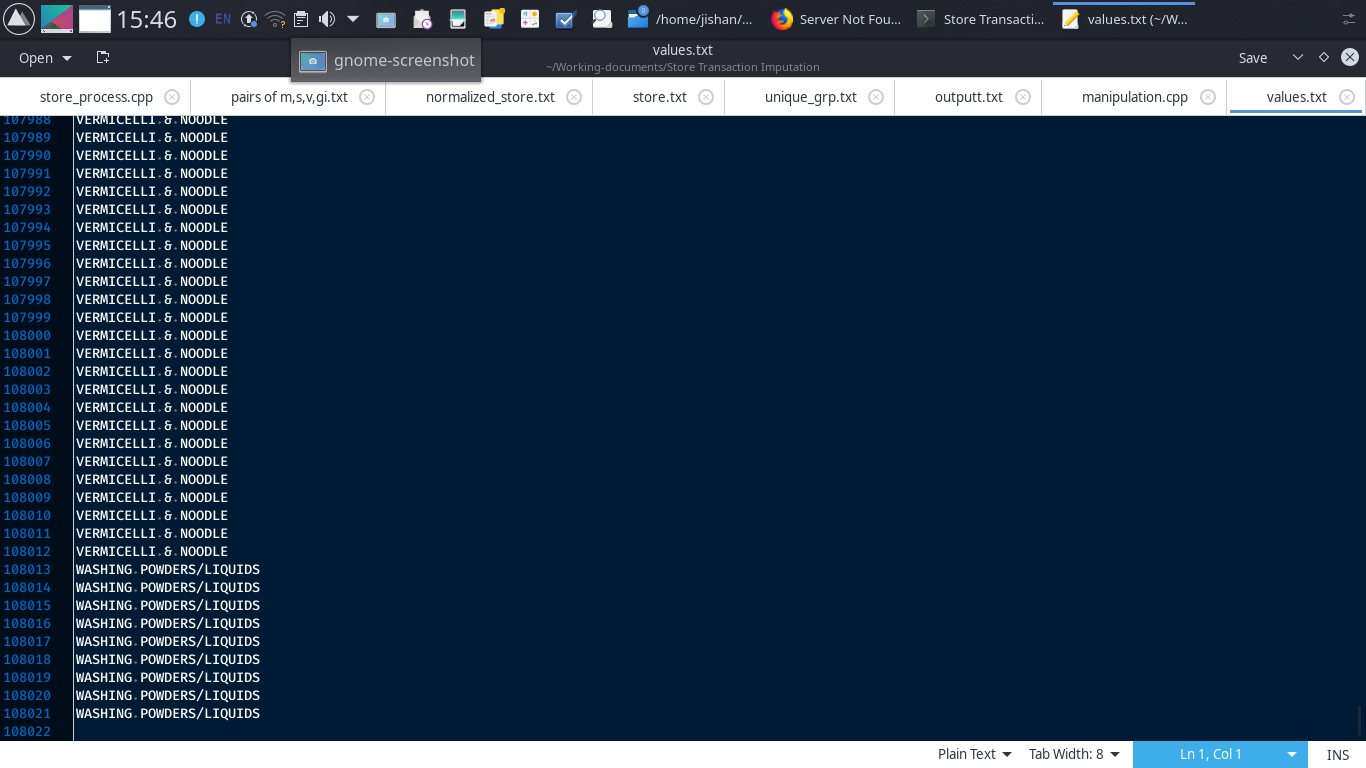 15:46 EN /home/jishan/... Server Not Fou... Store Transacti... values.txt (~/W...
Open values.txt Save
~/Working-documents/Store Transaction Imputation
gnome-screenshot
store_process.cpp pairs of m,s,v,gi.txt normalized_store.txt store.txt unique_grp.txt outputt.txt manipulation.cpp values.txt
107988 VERMICELLI & NOODLE
107989 VERMICELLI & NOODLE
107990 VERMICELLI & NOODLE
107991 VERMICELLI & NOODLE
107992 VERMICELLI & NOODLE
107993 VERMICELLI & NOODLE
107994 VERMICELLI & NOODLE
107995 VERMICELLI & NOODLE
107996 VERMICELLI & NOODLE
107997 VERMICELLI & NOODLE
107998 VERMICELLI & NOODLE
107999 VERMICELLI & NOODLE
108000 VERMICELLI & NOODLE
108001 VERMICELLI & NOODLE
108002 VERMICELLI & NOODLE
108003 VERMICELLI & NOODLE
108004 VERMICELLI & NOODLE
108005 VERMICELLI & NOODLE
108006 VERMICELLI & NOODLE
108007 VERMICELLI & NOODLE
108008 VERMICELLI & NOODLE
108009 VERMICELLI & NOODLE
108010 VERMICELLI & NOODLE
108011 VERMICELLI & NOODLE
108012 VERMICELLI & NOODLE
108013 WASHING POWDERS/LIQUIDS
108014 WASHING POWDERS/LIQUIDS
108015 WASHING POWDERS/LIQUIDS
108016 WASHING POWDERS/LIQUIDS
108017 WASHING POWDERS/LIQUIDS
108018 WASHING POWDERS/LIQUIDS
108019 WASHING POWDERS/LIQUIDS
108020 WASHING POWDERS/LIQUIDS
108021 WASHING POWDERS/LIQUIDS
108022
Plain Text Tab Width: 8 Ln 1, Col 1 INS